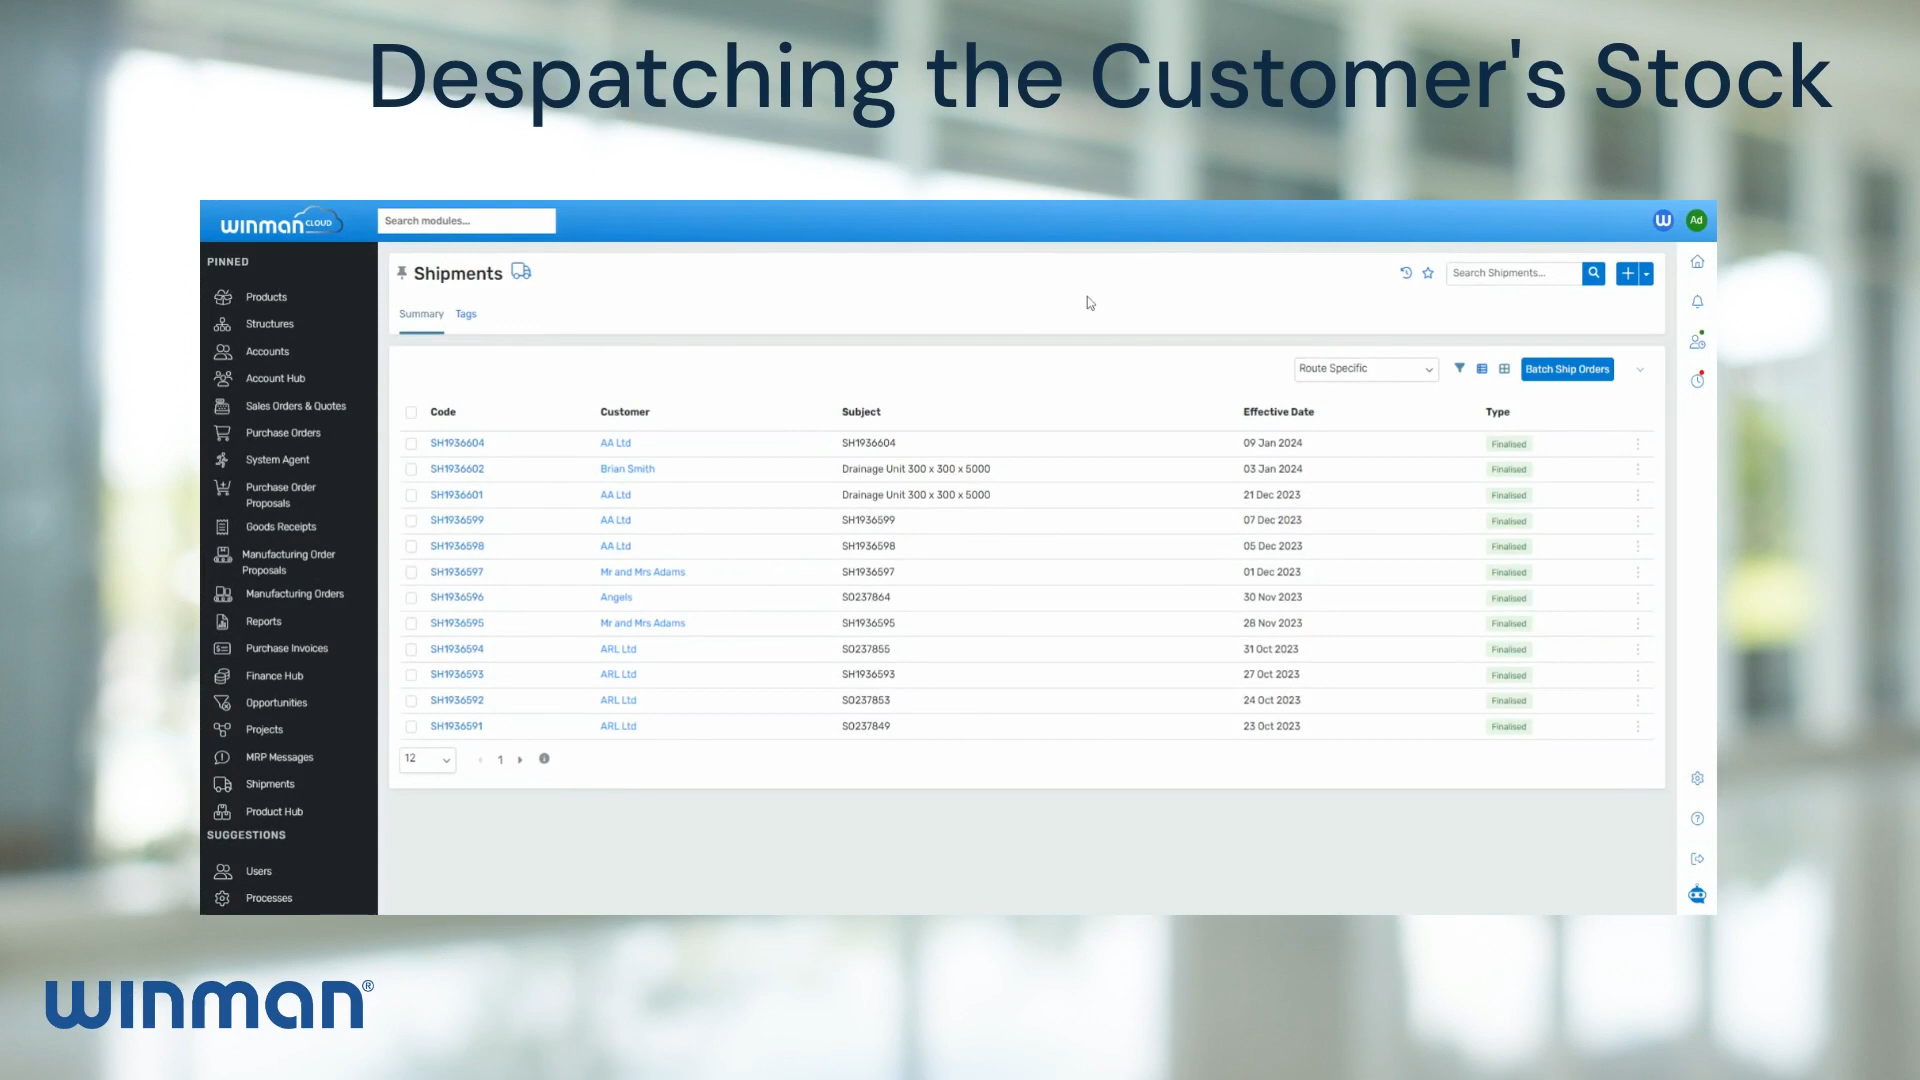 Despatching the Customer's Stock
winman CLOUD
Search modules...
W
Ad
PINNED
Products
Structures
Accounts
Account Hub
Sales Orders & Quotes
Purchase Orders
System Agent
Purchase Order
Proposals
Goods Receipts
Manufacturing Order
Proposals
Manufacturing Orders
Reports
Purchase Invoices
Finance Hub
Opportunities
Projects
MRP Messages
Shipments
Product Hub
SUGGESTIONS
Users
Processes
Shipments
Search Shipments...
Summary Tags
Route Specific
Batch Ship Orders
Code Customer Subject Effective Date Type
SH1936604 AA Ltd SH1936604 09 Jan 2024 Finalised
SH1936602 Brian Smith Drainage Unit 300 x 300 x 5000 03 Jan 2024 Finalised
SH1936601 AA Ltd Drainage Unit 300 x 300 x 5000 21 Dec 2023 Finalised
SH1936599 AA Ltd SH1936599 07 Dec 2023 Finalised
SH1936598 AA Ltd SH1936598 05 Dec 2023 Finalised
SH1936597 Mr and Mrs Adams SH1936597 01 Dec 2023 Finalised
SH1936596 Angels SO237864 30 Nov 2023 Finalised
SH1936595 Mr and Mrs Adams SH1936595 28 Nov 2023 Finalised
SH1936594 ARL Ltd SO237855 31 Oct 2023 Finalised
SH1936593 ARL Ltd SH1936593 27 Oct 2023 Finalised
SH1936592 ARL Ltd SO237853 24 Oct 2023 Finalised
SH1936591 ARL Ltd SO237849 23 Oct 2023 Finalised
12
1
winman®